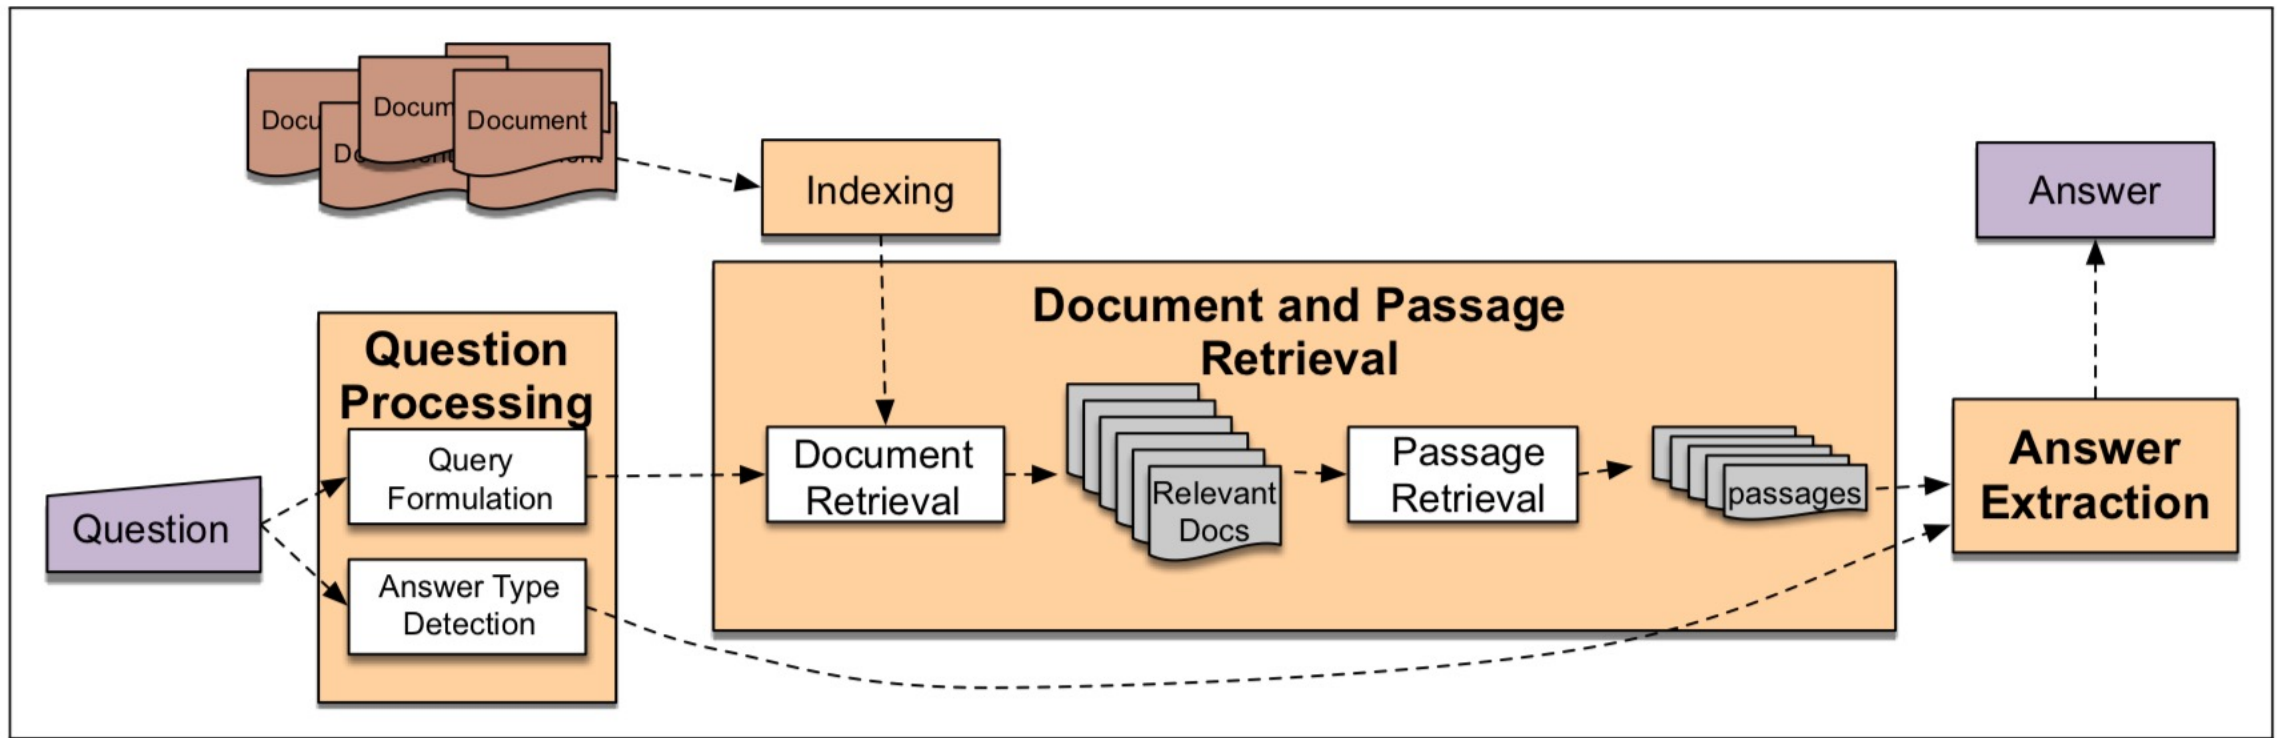 Docu
Docum
Document
Indexing
Answer
Document and Passage
Retrieval
Question
Processing
Query
Formulation
Document
Retrieval
Relevant
Docs
Passage
Retrieval
passages
Answer
Extraction
Question
Answer Type
Detection